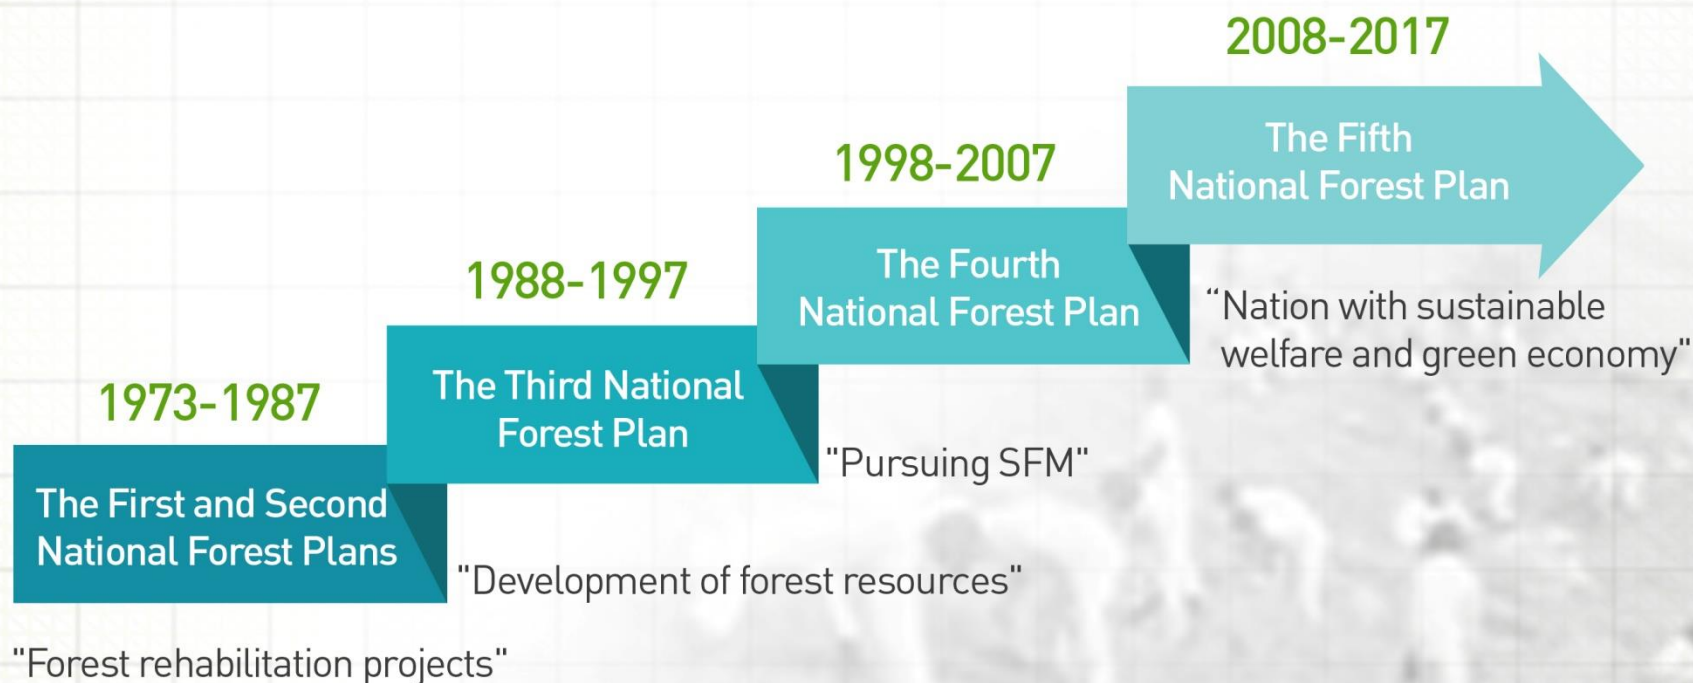 1973-1987
The First and Second
National Forest Plans
"Forest rehabilitation projects"
1988-1997
The Third National
Forest Plan
"Development of forest resources"
1998-2007
The Fourth
National Forest Plan
"Pursuing SFM"
2008-2017
The Fifth
National Forest Plan
“Nation with sustainable
welfare and green economy"